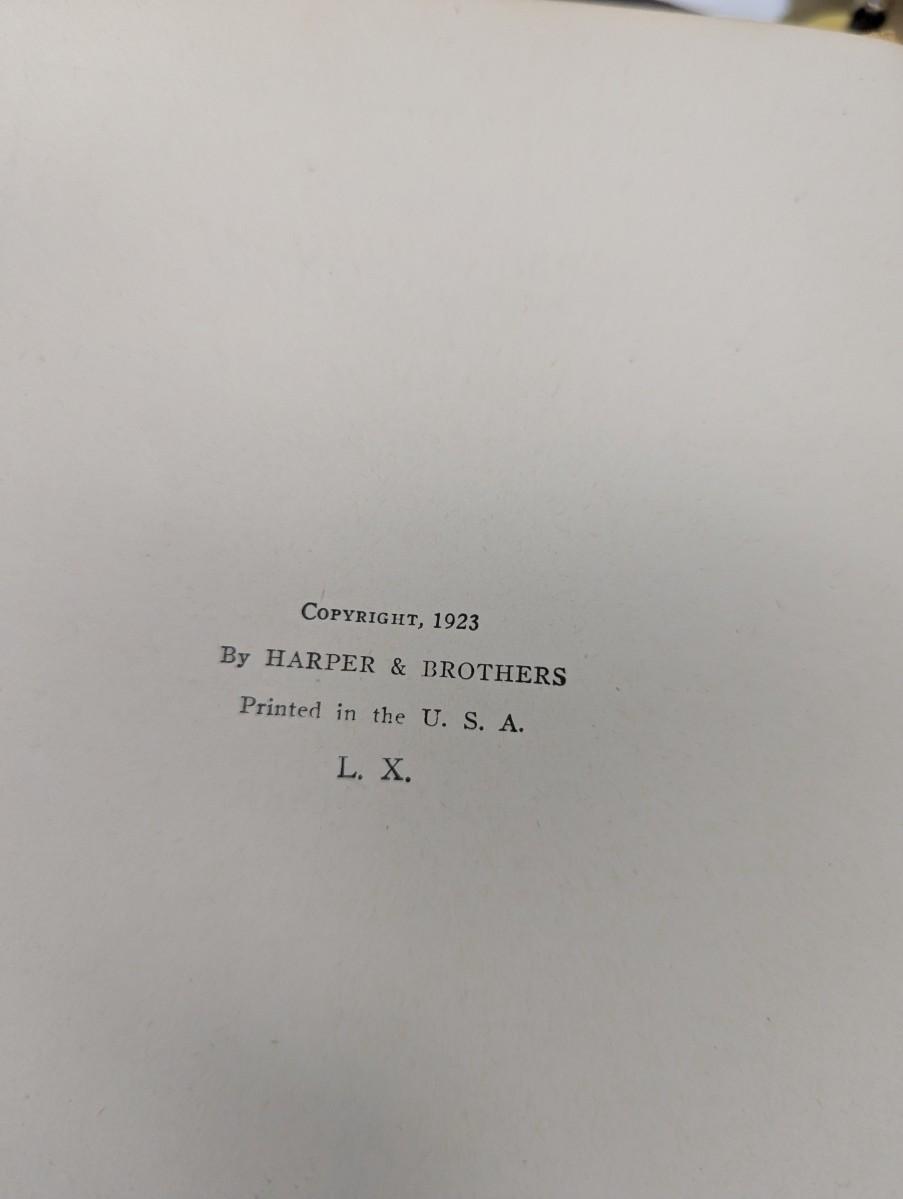 COPYRIGHT, 1923
By HARPER & BROTHERS
Printed in the U. S. A.
L. X.